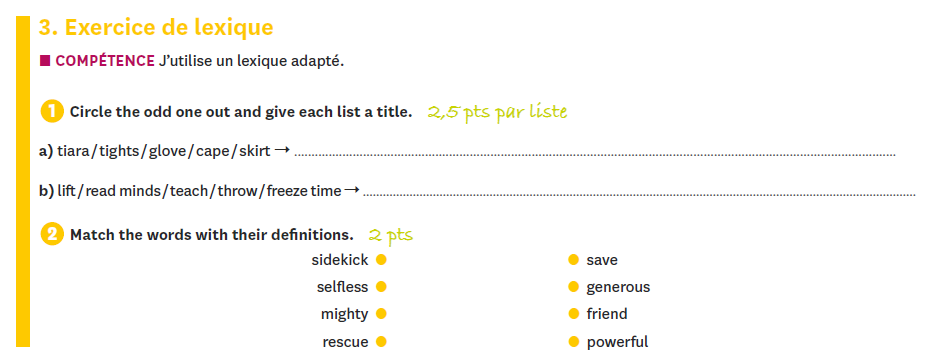 3. Exercice de lexique
COMPÉTENCE J'utilise un lexique adapté.
1 Circle the odd one out and give each list a title. 2,5 pts par liste
a) tiara/tights/glove/cape/skirt → ........................................................................
b) lift/read minds/teach/throw/freeze time → ........................................................................
2 Match the words with their definitions. 2 pts
sidekick ● ● save
selfless ● ● generous
mighty ● ● friend
rescue ● ● powerful